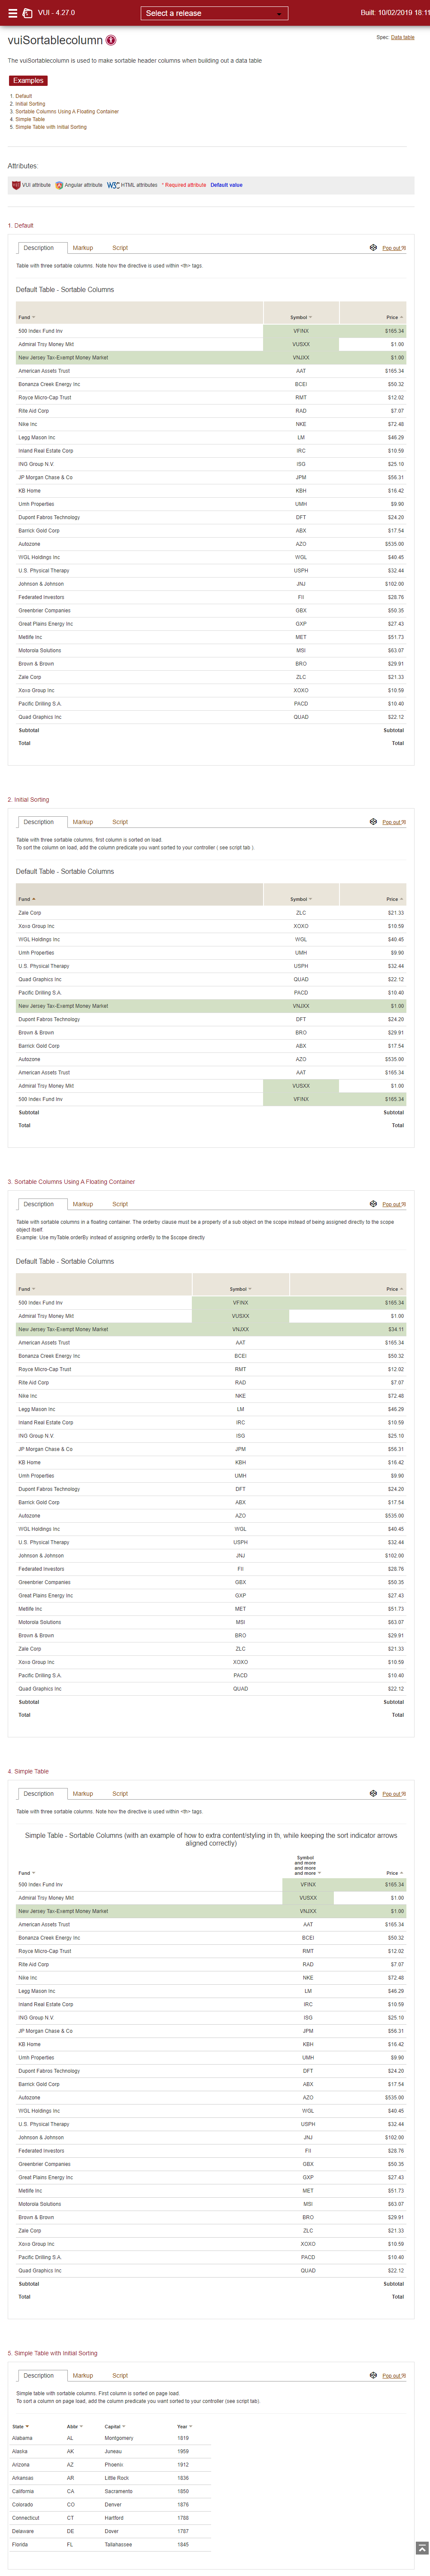 VUI - 4.27.0
Select a release
Built: 10/02/2019 18:11
vuiSortablecolumn
Spec: Data table
The vuiSortablecolumn is used to make sortable header columns when building out a data table
Examples
1. Default
2. Initial Sorting
3. Sortable Columns Using A Floating Container
4. Simple Table
5. Simple Table with Initial Sorting
Attributes:
VUI attribute Angular attribute W3C HTML attributes * Required attribute Default value
1. Default
Description Markup Script Pop out
Table with three sortable columns. Note how the directive is used within <th> tags.
Default Table - Sortable Columns
Fund Symbol Price
500 Index Fund Inv VFINX $165.34
Admiral Trsy Money Mkt VUSXX $1.00
New Jersey Tax-Exempt Money Market VNJXX $1.00
American Assets Trust AAT $165.34
Bonanza Creek Energy Inc BCEI $50.32
Royce Micro-Cap Trust RMT $12.02
Rite Aid Corp RAD $7.07
Nike Inc NKE $72.48
Legg Mason Inc LM $46.29
Inland Real Estate Corp IRC $10.59
ING Group N.V. ISG $25.10
JP Morgan Chase & Co JPM $56.31
KB Home KBH $16.42
Umh Properties UMH $9.90
Dupont Fabros Technology DFT $24.20
Barrick Gold Corp ABX $17.54
Autozone AZO $535.00
WGL Holdings Inc WGL $40.45
U.S. Physical Therapy USPH $32.44
Johnson & Johnson JNJ $102.00
Federated Investors FII $28.76
Greenbrier Companies GBX $50.35
Great Plains Energy Inc GXP $27.43
Metlife Inc MET $51.73
Motorola Solutions MSI $63.07
Brown & Brown BRO $29.91
Zale Corp ZLC $21.33
Xoxo Group Inc XOXO $10.59
Pacific Drilling S.A. PACD $10.40
Quad Graphics Inc QUAD $22.12
Subtotal Subtotal
Total Total
2. Initial Sorting
Description Markup Script Pop out
Table with three sortable columns, first column is sorted on load
To sort the column on load, add the column predicate you want sorted to your controller ( see script tab )
Default Table - Sortable Columns
Fund Symbol Price
Zale Corp ZLC $21.33
Xoxo Group Inc XOXO $10.59
WGL Holdings Inc WGL $40.45
Umh Properties UMH $9.90
U.S. Physical Therapy USPH $32.44
Quad Graphics Inc QUAD $22.12
Pacific Drilling S.A. PACD $10.40
New Jersey Tax-Exempt Money Market VNJXX $1.00
Dupont Fabros Technology DFT $24.20
Brown & Brown BRO $29.91
Barrick Gold Corp ABX $17.54
Autozone AZO $535.00
American Assets Trust AAT $165.34
Admiral Trsy Money Mkt VUSXX $1.00
500 Index Fund Inv VFINX $165.34
Subtotal Subtotal
Total Total
3. Sortable Columns Using A Floating Container
Description Markup Script Pop out
Table with sortable columns in a floating container. The orderby clause must be a property of a sub object on the scope instead of being assigned directly to the scope
object itself.
Example: Use myTable.orderBy instead of assigning orderBy to the $scope directly
Default Table - Sortable Columns
Fund Symbol Price
500 Index Fund Inv VFINX $165.34
Admiral Trsy Money Mkt VUSXX $1.00
New Jersey Tax-Exempt Money Market VNJXX $34.11
American Assets Trust AAT $165.34
Bonanza Creek Energy Inc BCEI $50.32
Royce Micro-Cap Trust RMT $12.02
Rite Aid Corp RAD $7.07
Nike Inc NKE $72.48
Legg Mason Inc LM $46.29
Inland Real Estate Corp IRC $10.59
ING Group N.V. ISG $25.10
JP Morgan Chase & Co JPM $56.31
KB Home KBH $16.42
Umh Properties UMH $9.90
Dupont Fabros Technology DFT $24.20
Barrick Gold Corp ABX $17.54
Autozone AZO $535.00
WGL Holdings Inc WGL $40.45
U.S. Physical Therapy USPH $32.44
Johnson & Johnson JNJ $102.00
Federated Investors FII $28.76
Greenbrier Companies GBX $50.35
Great Plains Energy Inc GXP $27.43
Metlife Inc MET $51.73
Motorola Solutions MSI $63.07
Brown & Brown BRO $29.91
Zale Corp ZLC $21.33
Xoxo Group Inc XOXO $10.59
Pacific Drilling S.A. PACD $10.40
Quad Graphics Inc QUAD $22.12
Subtotal Subtotal
Total Total
4. Simple Table
Description Markup Script Pop out
Table with three sortable columns. Note how the directive is used within <th> tags.
Simple Table - Sortable Columns (with an example of how to extra content/styling in th, while keeping the sort indicator arrows
aligned correctly)
Symbol
and more
and more
Fund and more Price
500 Index Fund Inv VFINX $165.34
Admiral Trsy Money Mkt VUSXX $1.00
New Jersey Tax-Exempt Money Market VNJXX $1.00
American Assets Trust AAT $165.34
Bonanza Creek Energy Inc BCEI $50.32
Royce Micro-Cap Trust RMT $12.02
Rite Aid Corp RAD $7.07
Nike Inc NKE $72.48
Legg Mason Inc LM $46.29
Inland Real Estate Corp IRC $10.59
ING Group N.V. ISG $25.10
JP Morgan Chase & Co JPM $56.31
KB Home KBH $16.42
Umh Properties UMH $9.90
Dupont Fabros Technology DFT $24.20
Barrick Gold Corp ABX $17.54
Autozone AZO $535.00
WGL Holdings Inc WGL $40.45
U.S. Physical Therapy USPH $32.44
Johnson & Johnson JNJ $102.00
Federated Investors FII $28.76
Greenbrier Companies GBX $50.35
Great Plains Energy Inc GXP $27.43
Metlife Inc MET $51.73
Motorola Solutions MSI $63.07
Brown & Brown BRO $29.91
Zale Corp ZLC $21.33
Xoxo Group Inc XOXO $10.59
Pacific Drilling S.A. PACD $10.40
Quad Graphics Inc QUAD $22.12
Subtotal Subtotal
Total Total
5. Simple Table with Initial Sorting
Description Markup Script Pop out
Simple table with sortable columns. First column is sorted on page load.
To sort a column on page load, add the column predicate you want sorted to your controller (see script tab).
State Abbr Capital Year
Alabama AL Montgomery 1819
Alaska AK Juneau 1959
Arizona AZ Phoenix 1912
Arkansas AR Little Rock 1836
California CA Sacramento 1850
Colorado CO Denver 1876
Connecticut CT Hartford 1788
Delaware DE Dover 1787
Florida FL Tallahassee 1845